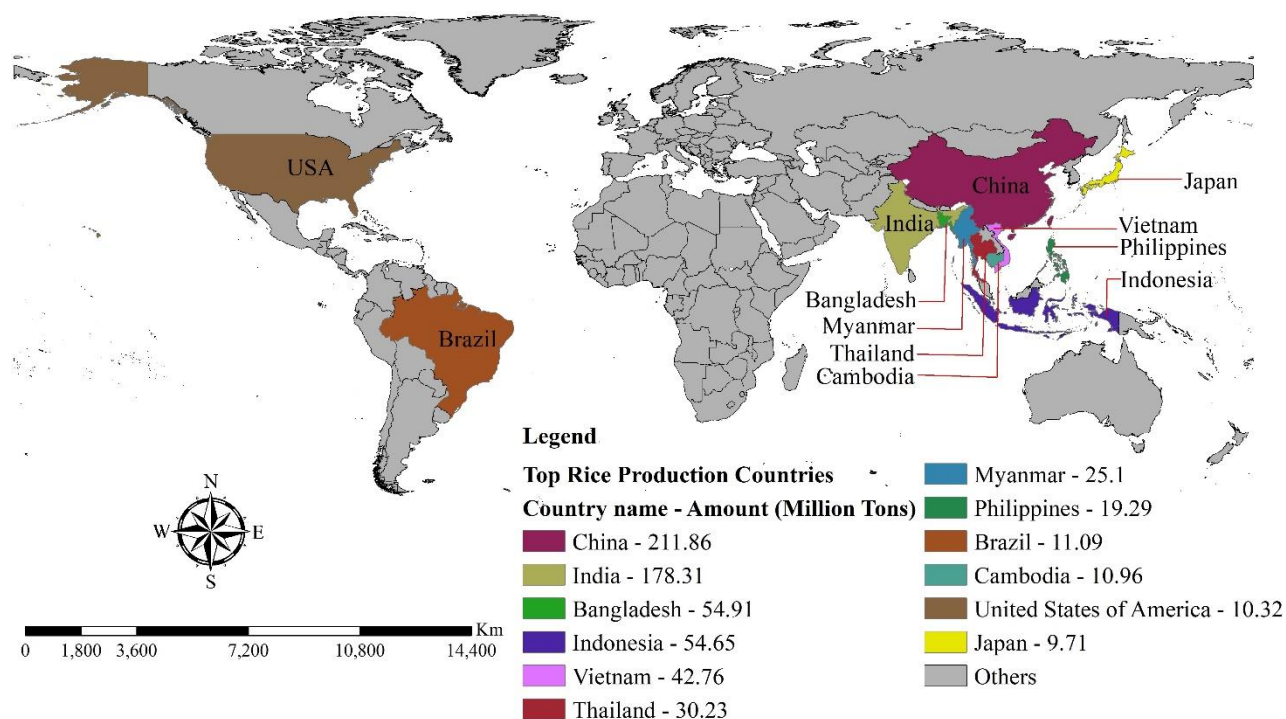 USA
China
Japan
India
Vietnam
Philippines
Indonesia
Bangladesh
Myanmar
Thailand
Cambodia
Brazil
Legend
Top Rice Production Countries
Country name - Amount (Million Tons)
China - 211.86
India - 178.31
Bangladesh - 54.91
Indonesia - 54.65
Vietnam - 42.76
Thailand - 30.23
Myanmar - 25.1
Philippines - 19.29
Brazil - 11.09
Cambodia - 10.96
United States of America - 10.32
Japan - 9.71
Others
N
W E
S
Km
0 1,800 3,600 7,200 10,800 14,400